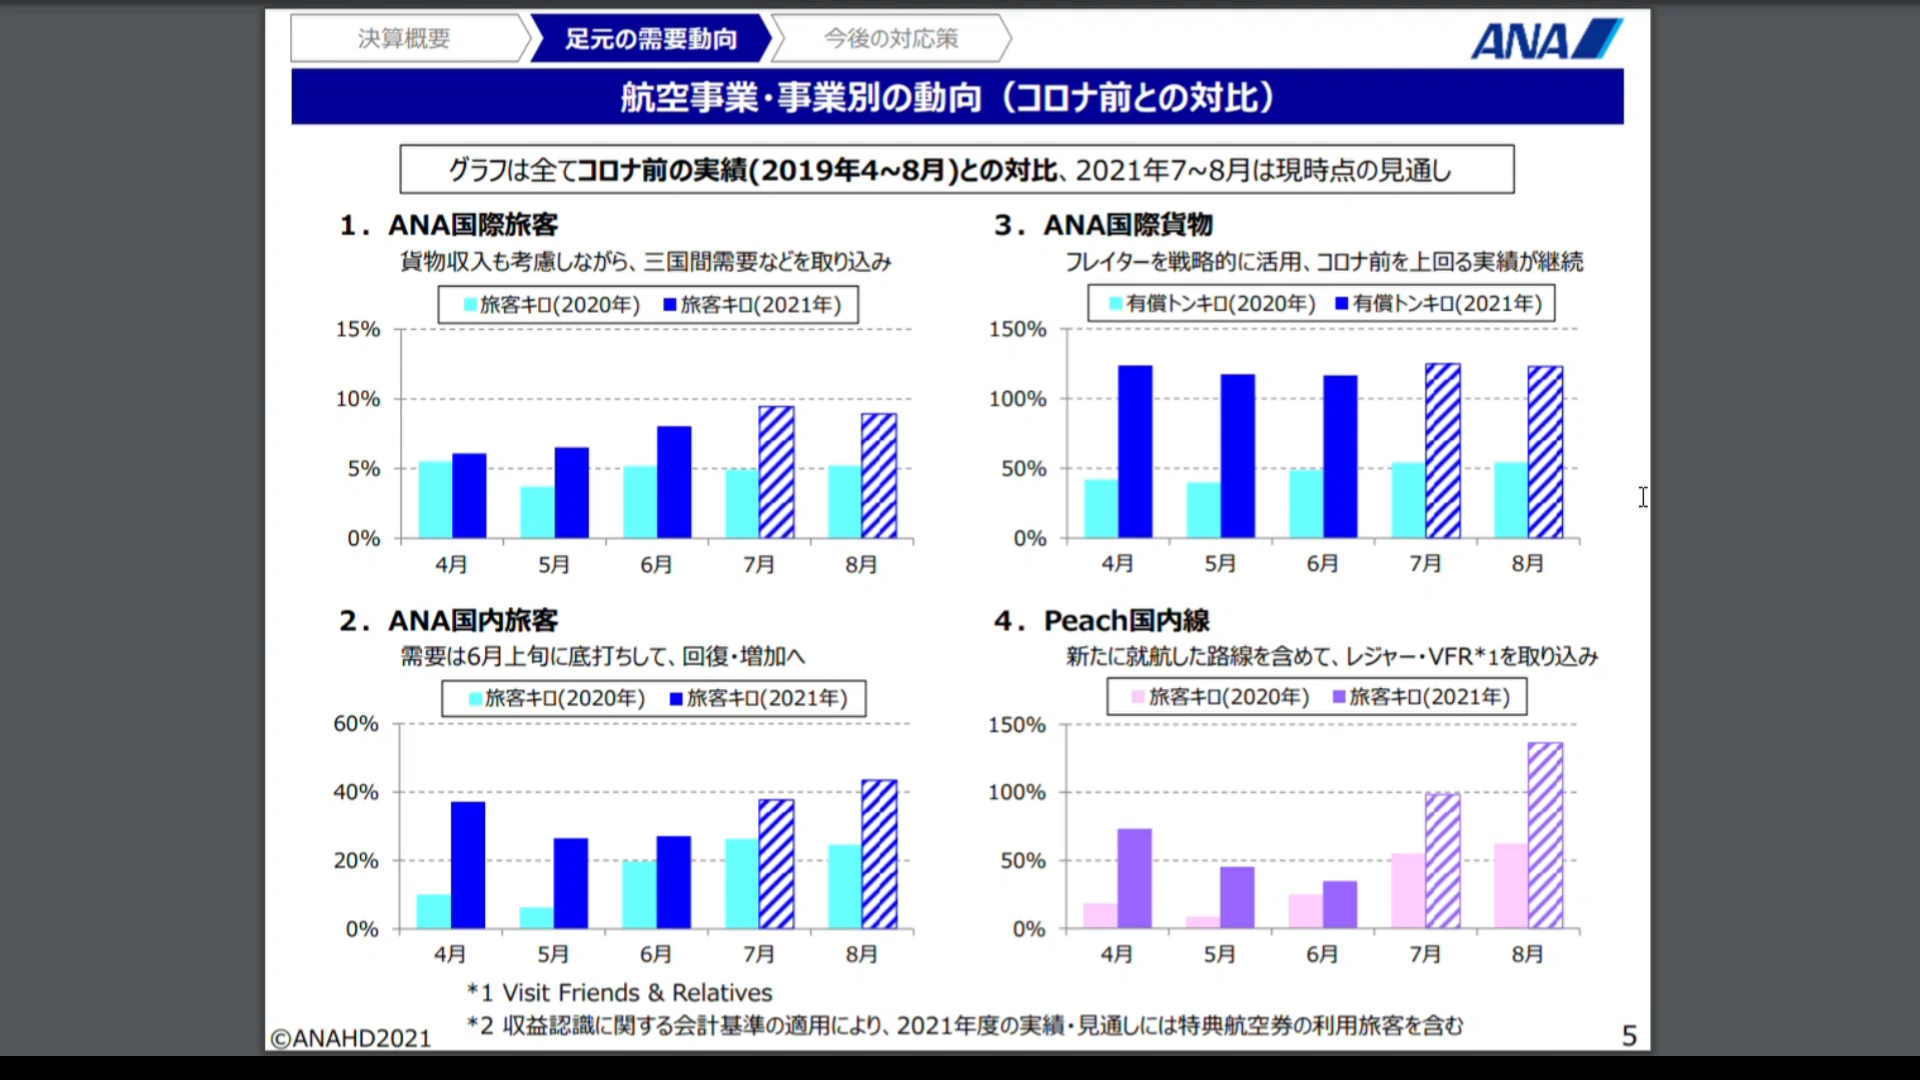 決算概要
足元の需要動向
今後の対応策
ANA
航空事業・事業別の動向（コロナ前との対比）
グラフは全てコロナ前の実績(2019年4~8月)との対比、2021年7~8月は現時点の見通し
1．ANA国際旅客
貨物収入も考慮しながら、三国間需要などを取り込み
旅客キロ(2020年) 旅客キロ(2021年)
15%
10%
5%
0%
4月 5月 6月 7月 8月
2．ANA国内旅客
需要は6月上旬に底打ちして、回復・増加へ
旅客キロ(2020年) 旅客キロ(2021年)
60%
40%
20%
0%
4月 5月 6月 7月 8月
3．ANA国際貨物
フレイターを戦略的に活用、コロナ前を上回る実績が継続
有償トンキロ(2020年) 有償トンキロ(2021年)
150%
100%
50%
0%
4月 5月 6月 7月 8月
4．Peach国内線
新たに就航した路線を含めて、レジャー・VFR*1を取り込み
旅客キロ(2020年) 旅客キロ(2021年)
150%
100%
50%
0%
4月 5月 6月 7月 8月
*1 Visit Friends & Relatives
*2 収益認識に関する会計基準の適用により、2021年度の実績・見通しには特典航空券の利用旅客を含む
©ANAHD2021
5